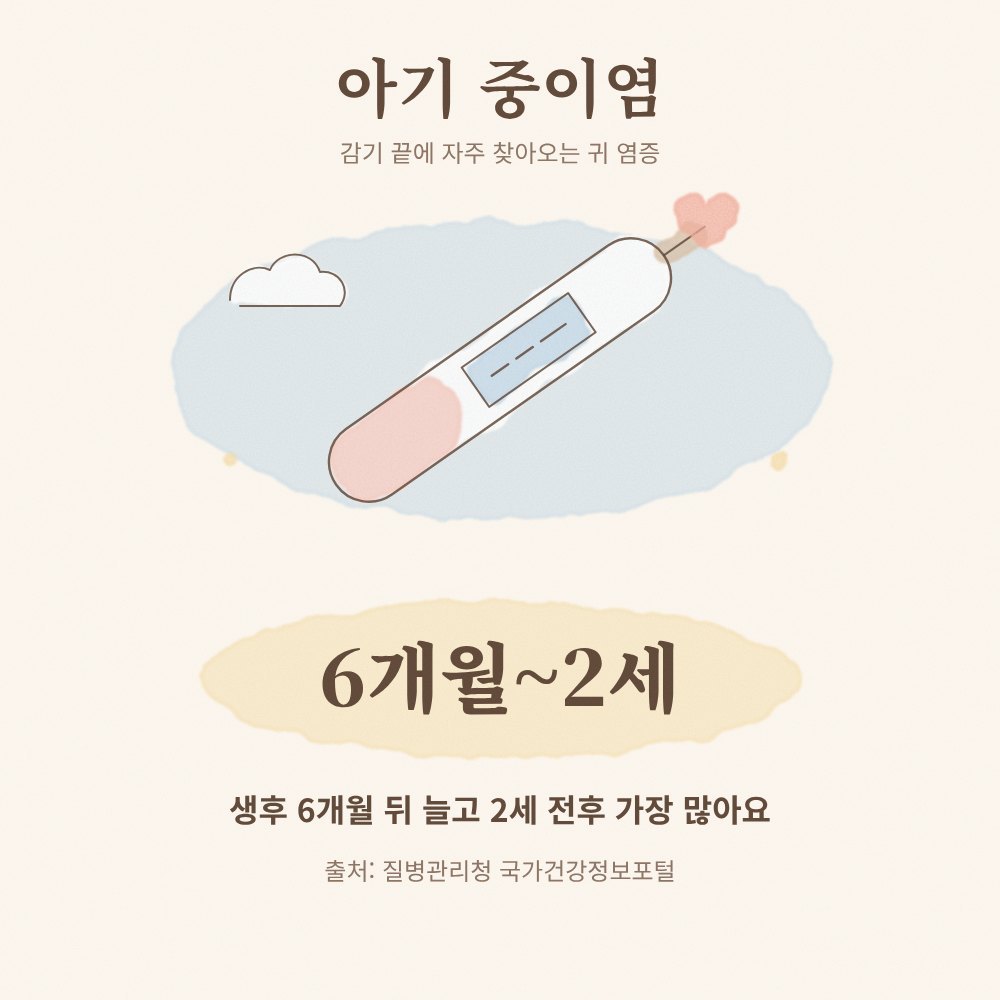 아기 중이염
감기 끝에 자주 찾아오는 귀 염증
6개월~2세
생후 6개월 뒤 늘고 2세 전후 가장 많아요
출처: 질병관리청 국가건강정보포털